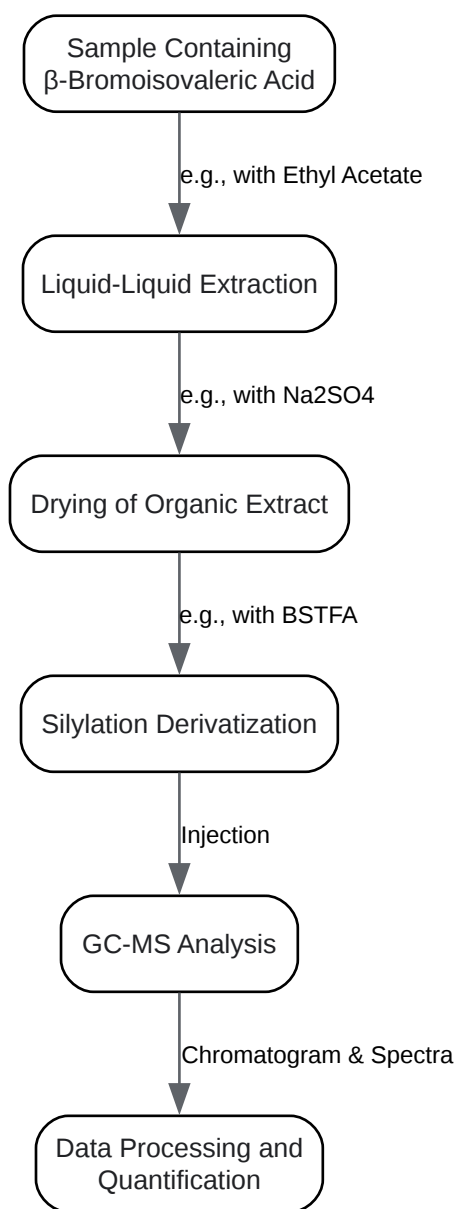 Sample Containing
β-Bromoisovaleric Acid
e.g., with Ethyl Acetate
Liquid-Liquid Extraction
e.g., with Na2SO4
Drying of Organic Extract
e.g., with BSTFA
Silylation Derivatization
Injection
GC-MS Analysis
Chromatogram & Spectra
Data Processing and
Quantification